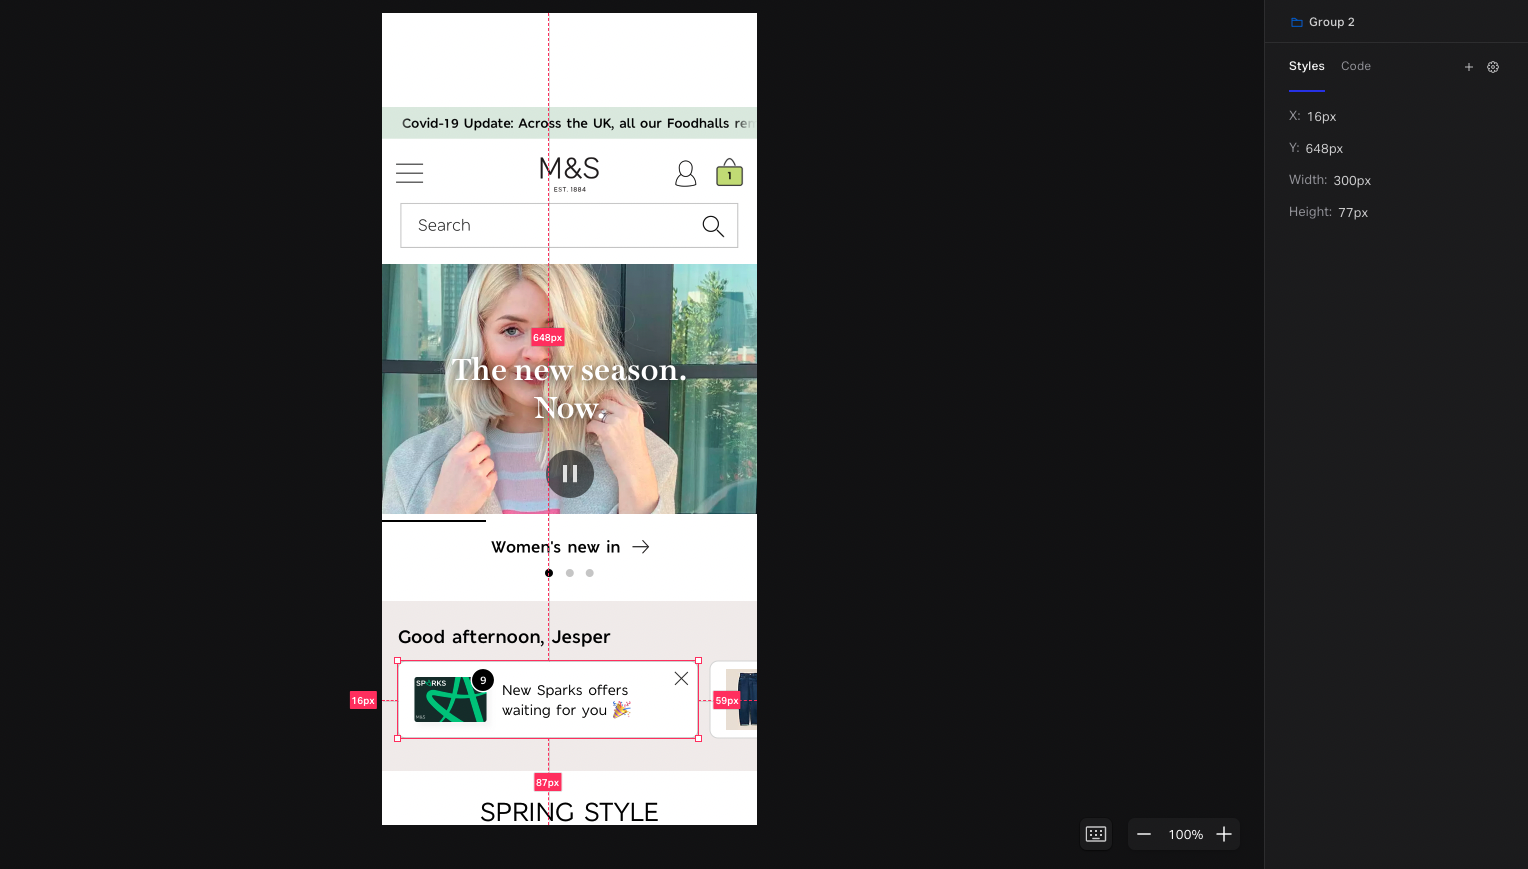 Group 2
Styles Code
X: 16px
Y: 648px
Width: 300px
Height: 77px
Covid-19 Update: Across the UK, all our Foodhalls rem
M&S
EST. 1884
1
Search
648px
The new season.
Now.
Women's new in
Good afternoon, Jesper
SPARKS
9
M&S
New Sparks offers
waiting for you 🎉
16px
59px
87px
SPRING STYLE
100%